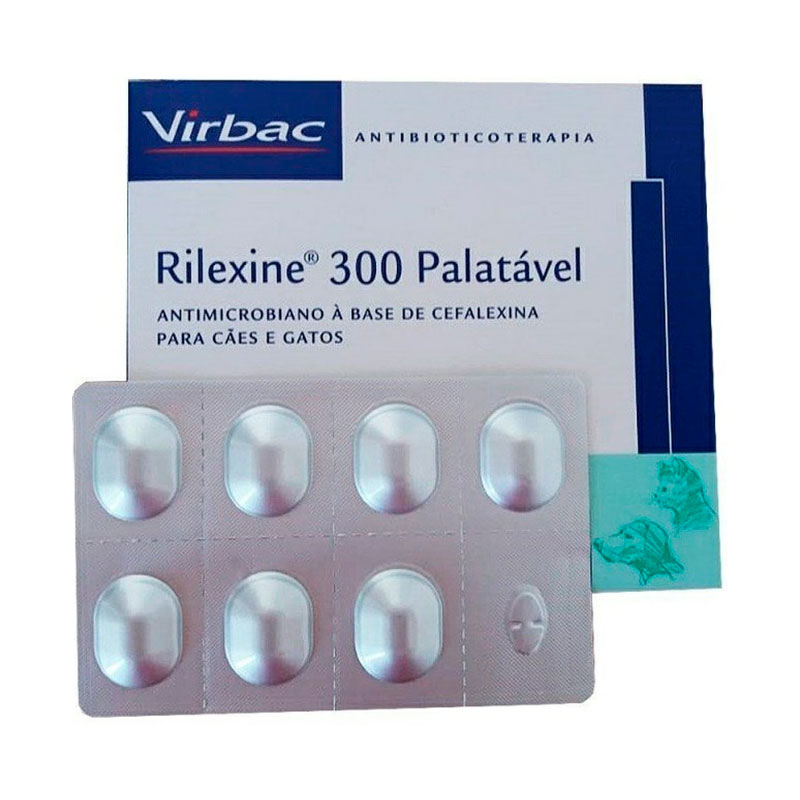 Virbac
ANTIBIOTICOTERAPIA
Rilexine® 300 Palatável
ANTIMICROBIANO À BASE DE CEFALEXINA
PARA CÃES E GATOS